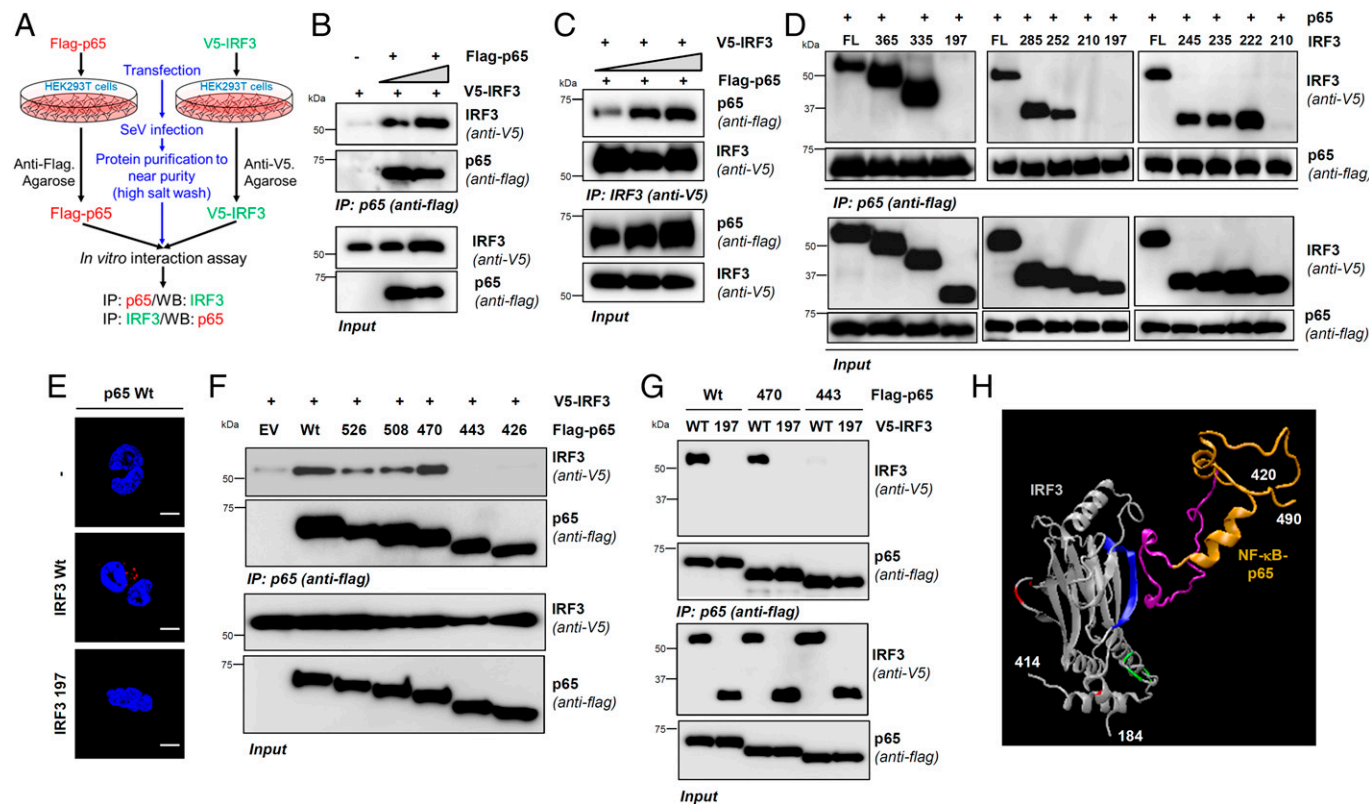 A
Flag-p65
V5-IRF3
Transfection
HEK293T cells
HEK293T cells
SeV infection
Anti-Flag.
Agarose
Protein purification to
near purity
(high salt wash)
Anti-V5.
Agarose
Flag-p65
V5-IRF3
In vitro interaction assay
IP: p65/WB: IRF3
IP: IRF3/WB: p65
B
- + + Flag-p65
+ + + V5-IRF3
kDa
50
IRF3
(anti-V5)
75
p65
(anti-flag)
IP: p65 (anti-flag)
50
IRF3
(anti-V5)
75
p65
(anti-flag)
Input
C
V5-IRF3
+ + +
Flag-p65
+ + +
kDa
75
p65
(anti-flag)
IRF3
(anti-V5)
50
IP: IRF3 (anti-V5)
p65
(anti-flag)
75
IRF3
(anti-V5)
50
Input
D
+ + + + + + + + + + + + + + p65
FL 365 335 197 FL 285 252 210 197 FL 245 235 222 210 IRF3
kDa
75
IRF3
(anti-V5)
37
75
p65
(anti-flag)
IP: p65 (anti-flag)
IRF3
(anti-V5)
37
75
p65
(anti-flag)
Input
E
p65 Wt
-
IRF3 Wt
IRF3 197
F
+ + + + + + V5-IRF3
EV Wt 526 508 470 443 426 Flag-p65
kDa
50
IRF3
(anti-V5)
75
p65
(anti-flag)
IP: p65 (anti-flag)
50
IRF3
(anti-V5)
75
p65
(anti-flag)
Input
G
Wt 470 443 Flag-p65
WT 197 WT 197 WT 197 V5-IRF3
kDa
50
37
IRF3
(anti-V5)
75
p65
(anti-flag)
IP: p65 (anti-flag)
50
37
IRF3
(anti-V5)
75
p65
(anti-flag)
Input
H
IRF3
420
490
NF-κB-
p65
414
184